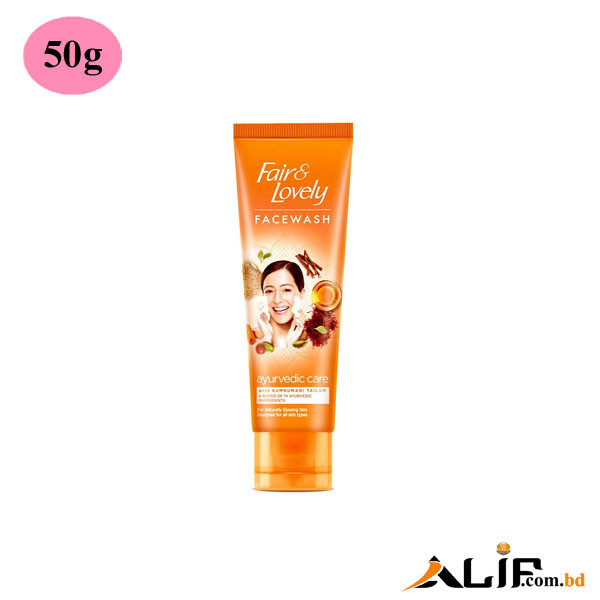 50g
Fair &
Lovely
FACEWASH
ayurvedic care
WITH KUMKUMADI TAILAM
A BLEND OF 16 AYURVEDIC
INGREDIENTS
For Naturally Glowing Skin
Designed for all skin types
ALIF.com.bd